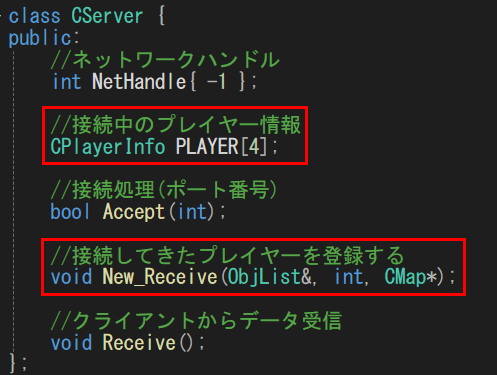 class CServer {
public:
//ネットワークハンドル
int NetHandle{ -1 };
//接続中のプレイヤー情報
CPlayerInfo PLAYER[4];
//接続処理(ポート番号)
bool Accept(int);
//接続してきたプレイヤーを登録する
void New_Receive(ObjList&, int, CMap*);
//クライアントからデータ受信
void Receive();
};